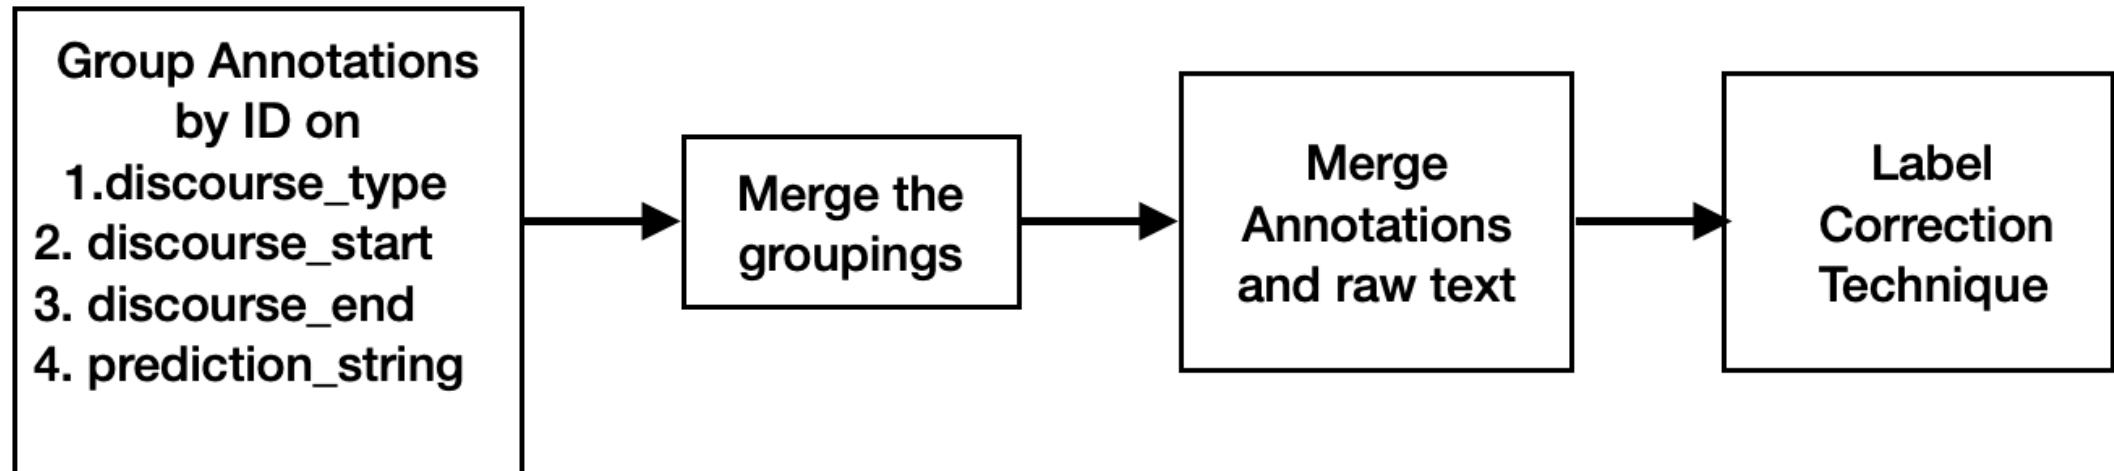 Group Annotations
by ID on
1.discourse_type
2. discourse_start
3. discourse_end
4. prediction_string
Merge the
groupings
Merge
Annotations
and raw text
Label
Correction
Technique